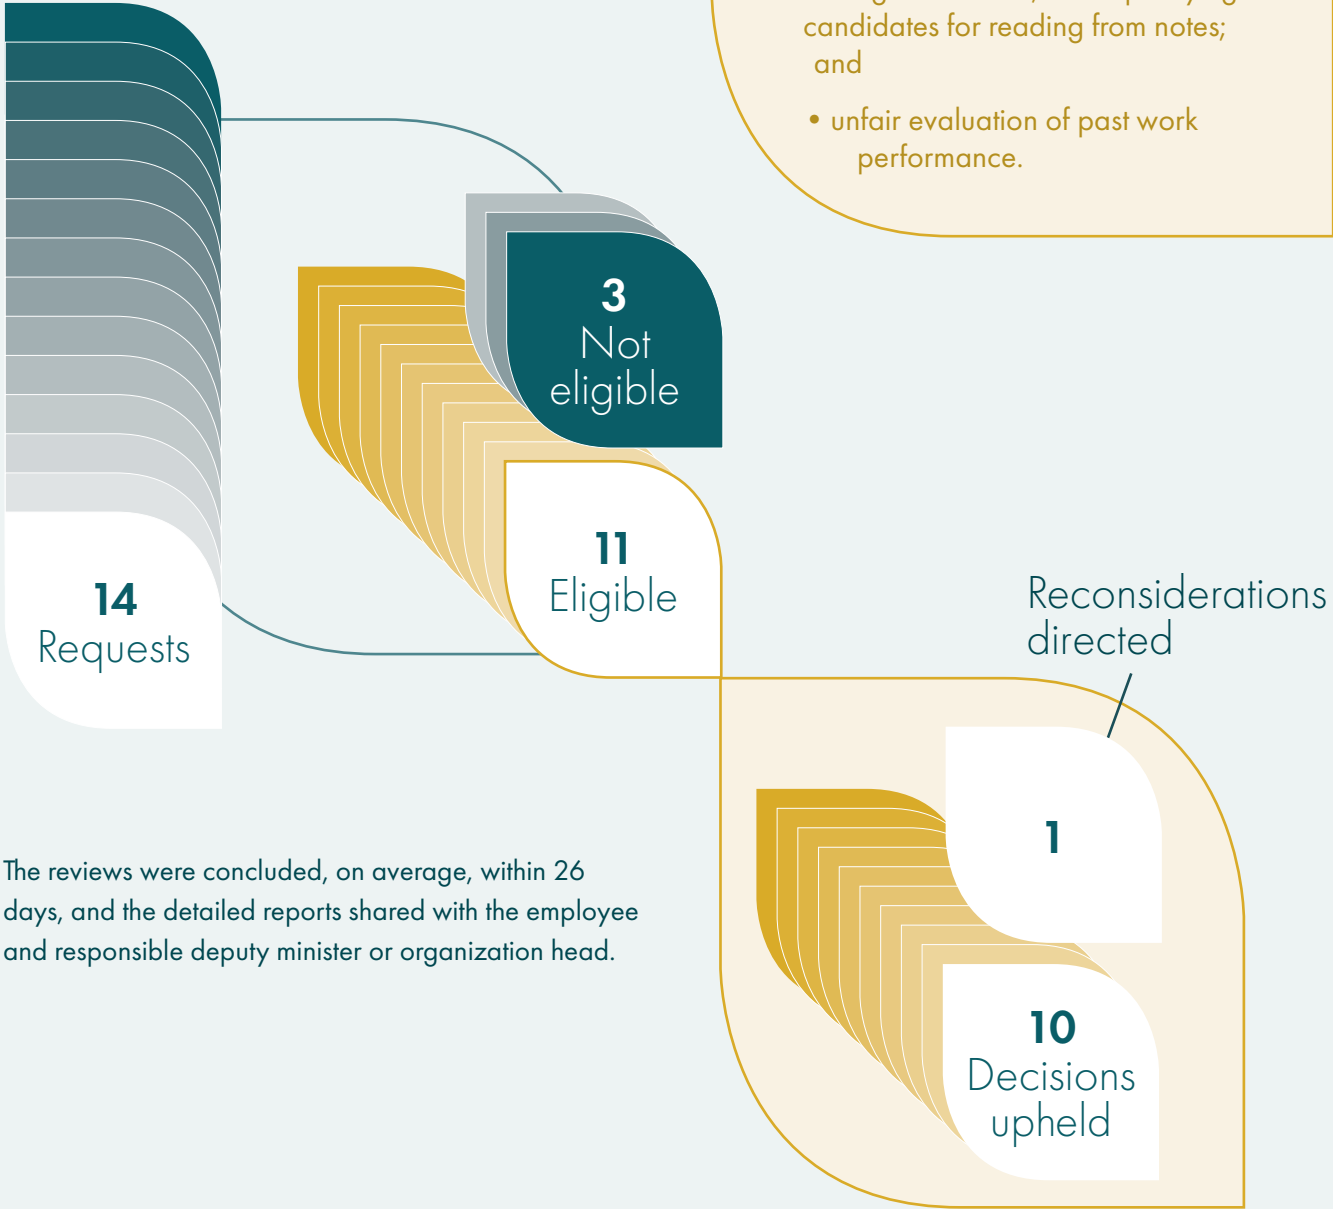 candidates for reading from notes;
and
• unfair evaluation of past work
performance.
3
Not
eligible
11
Eligible
14
Requests
Reconsiderations
directed
1
The reviews were concluded, on average, within 26
days, and the detailed reports shared with the employee
and responsible deputy minister or organization head.
10
Decisions
upheld